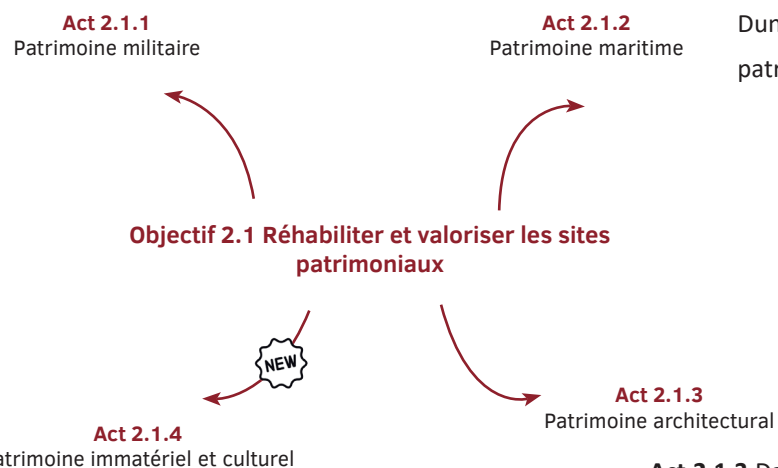 Act 2.1.1
Patrimoine militaire
Act 2.1.2
Patrimoine maritime
Objectif 2.1 Réhabiliter et valoriser les sites
patrimoniaux
NEW
Act 2.1.3
Patrimoine architectural
Act 2.1.4
atrimoine immatériel et culturel